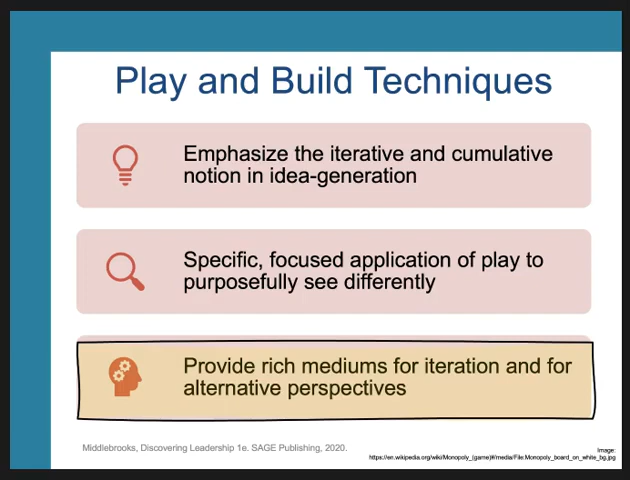 Play and Build Techniques
Emphasize the iterative and cumulative
notion in idea-generation
Specific, focused application of play to
purposefully see differently
Provide rich mediums for iteration and for
alternative perspectives
Middlebrooks, Discovering Leadership 1e. SAGE Publishing, 2020.
Image:
https://en.wikipedia.org/wiki/Monopoly_(game)#/media/File:Monopoly_board_on_white_bg.jpg